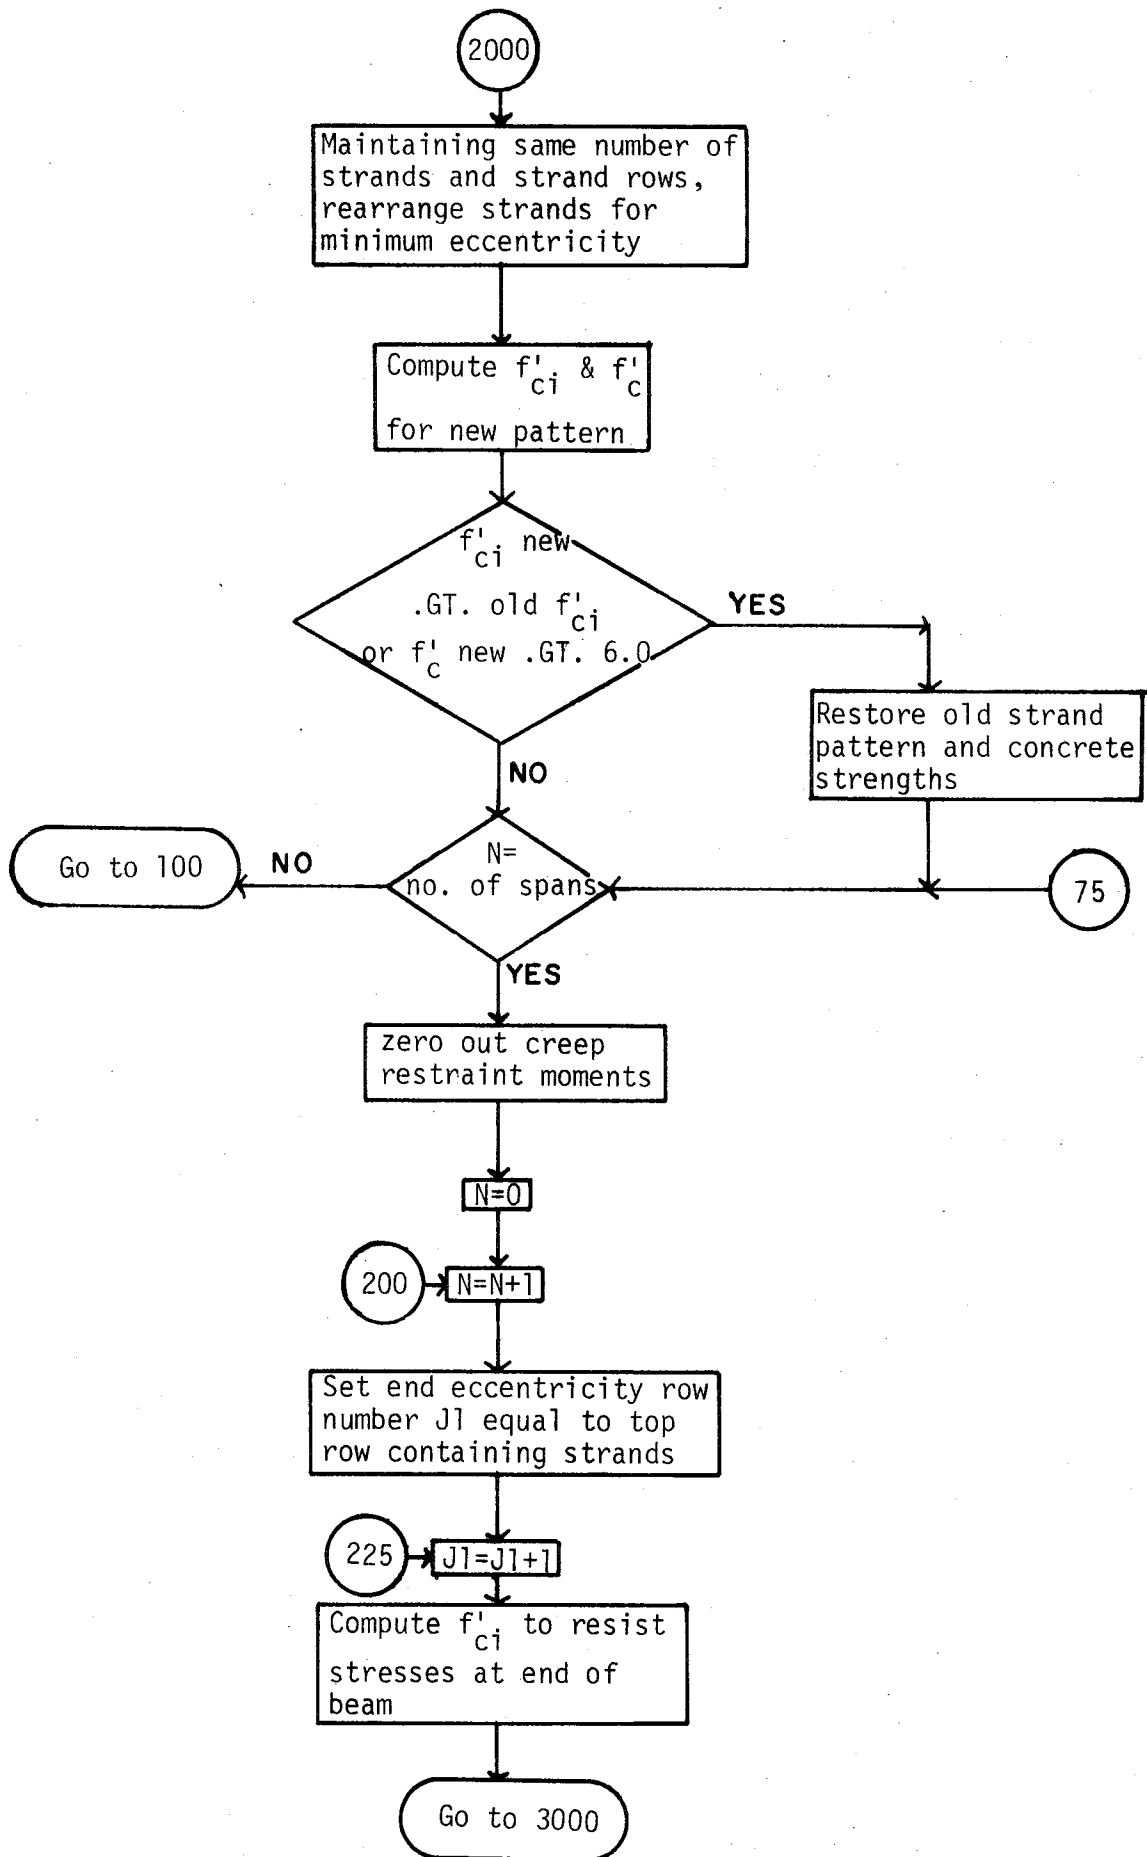 2000
Maintaining same number of
strands and strand rows,
rearrange strands for
minimum eccentricity
Compute f'ci & f'c
for new pattern
f'ci new
.GT. old f'ci
or f'c new .GT. 6.0
YES
Restore old strand
pattern and concrete
strengths
NO
N=
no. of spans
NO
Go to 100
75
YES
zero out creep
restraint moments
N=0
200
N=N+1
Set end eccentricity row
number J1 equal to top
row containing strands
225
J1=J1+1
Compute f'ci to resist
stresses at end of
beam
Go to 3000